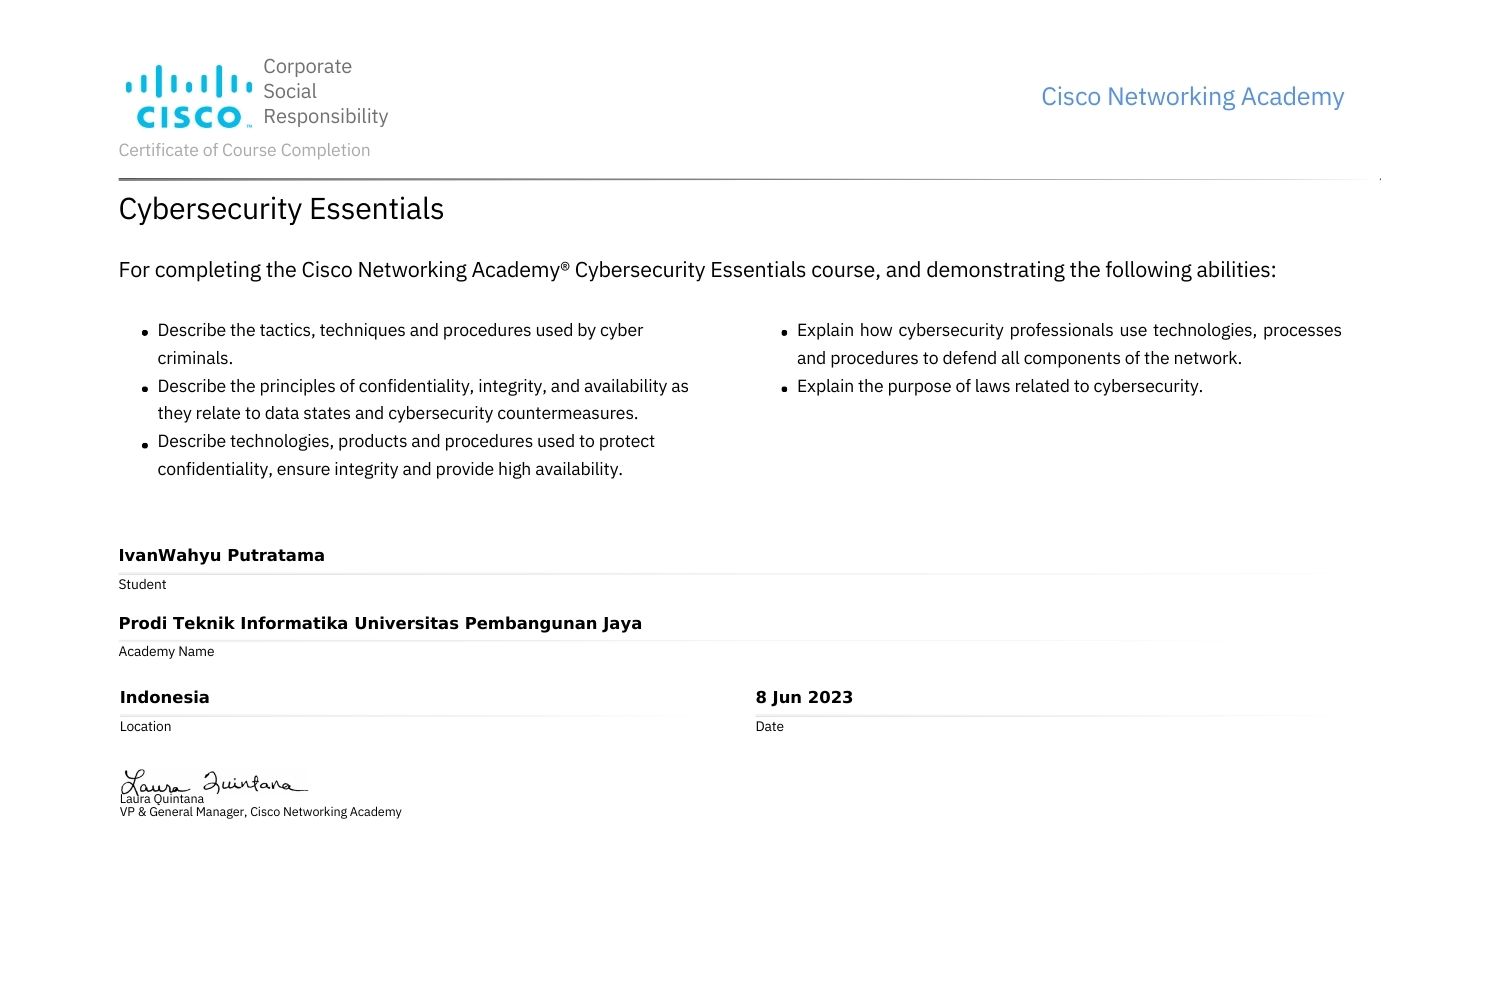 Corporate
Social
Responsibility
CISCO™
Cisco Networking Academy
Certificate of Course Completion
Cybersecurity Essentials
For completing the Cisco Networking Academy® Cybersecurity Essentials course, and demonstrating the following abilities:
• Describe the tactics, techniques and procedures used by cyber
criminals.
• Describe the principles of confidentiality, integrity, and availability as
they relate to data states and cybersecurity countermeasures.
• Describe technologies, products and procedures used to protect
confidentiality, ensure integrity and provide high availability.
• Explain how cybersecurity professionals use technologies, processes
and procedures to defend all components of the network.
• Explain the purpose of laws related to cybersecurity.
IvanWahyu Putratama
Student
Prodi Teknik Informatika Universitas Pembangunan Jaya
Academy Name
Indonesia
Location
8 Jun 2023
Date
Laura Quintana
Laura Quintana
VP & General Manager, Cisco Networking Academy